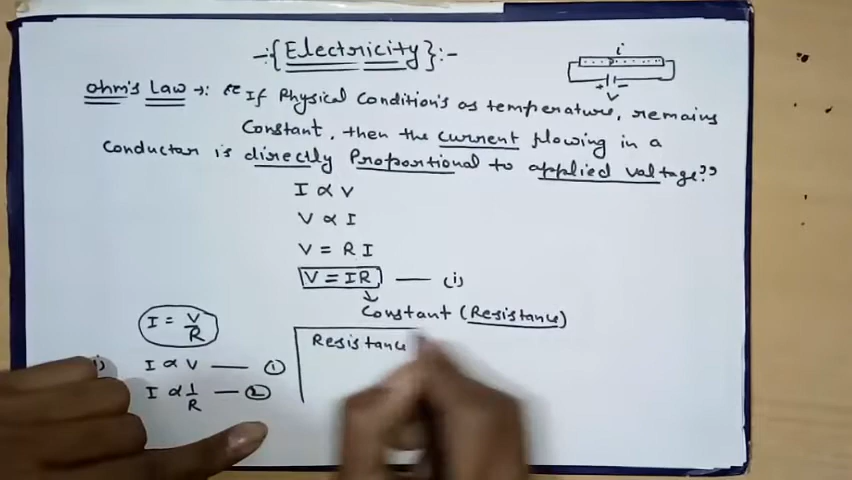 -:{Electricity}:-
i
+ -
V
ohm's Law →: “If Physical Condition's as temperature, remains
Constant, then the current flowing in a
Conductor is directly Proportional to applied voltage”
I ∝ V
V ∝ I
V = R I
V = IR —— (i)
↓
Constant (Resistance)
I = V/R
I ∝ V —— ①
I ∝ 1/R — ②
Resistance